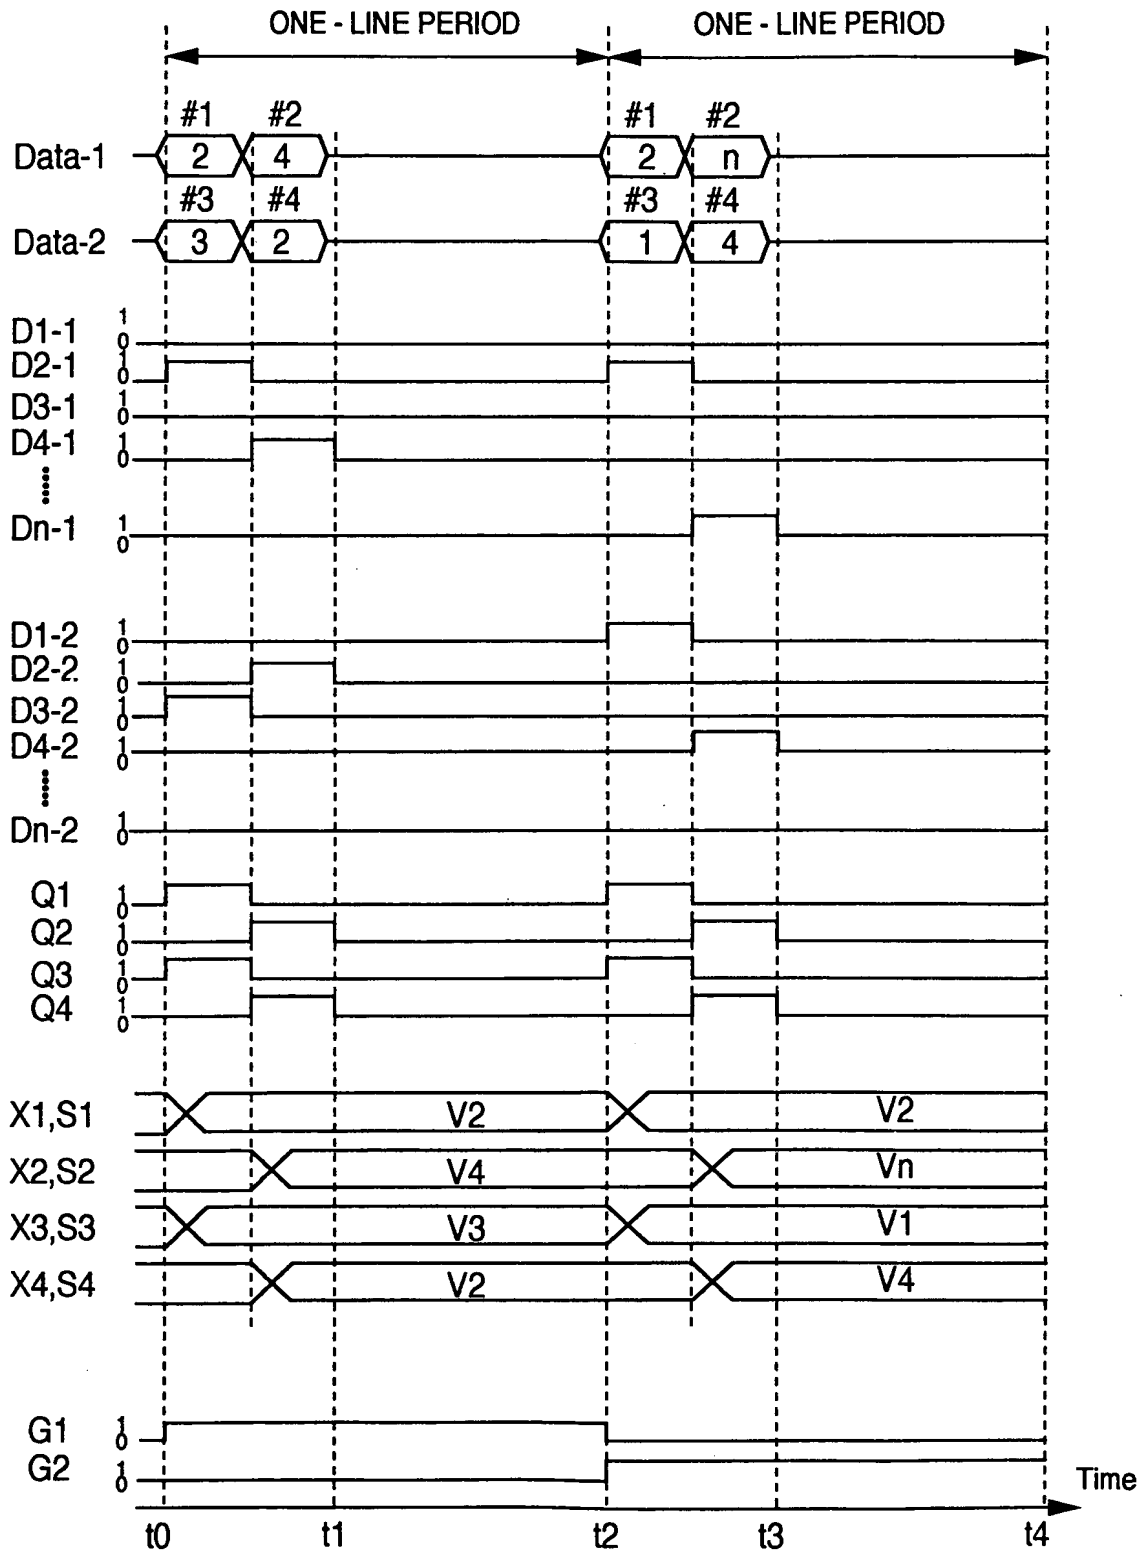 ONE - LINE PERIOD ONE - LINE PERIOD
#1 #2 #1 #2
Data-1 2 4 2 n
#3 #4 #3 #4
Data-2 3 2 1 4
D1-1 1 0
D2-1 1 0
D3-1 1 0
D4-1 1 0
Dn-1 1 0
D1-2 1 0
D2-2 1 0
D3-2 1 0
D4-2 1 0
Dn-2 1 0
Q1 1 0
Q2 1 0
Q3 1 0
Q4 1 0
X1,S1 V2 V2
X2,S2 V4 Vn
X3,S3 V3 V1
X4,S4 V2 V4
G1 1 0
G2 1 0
Time
t0 t1 t2 t3 t4